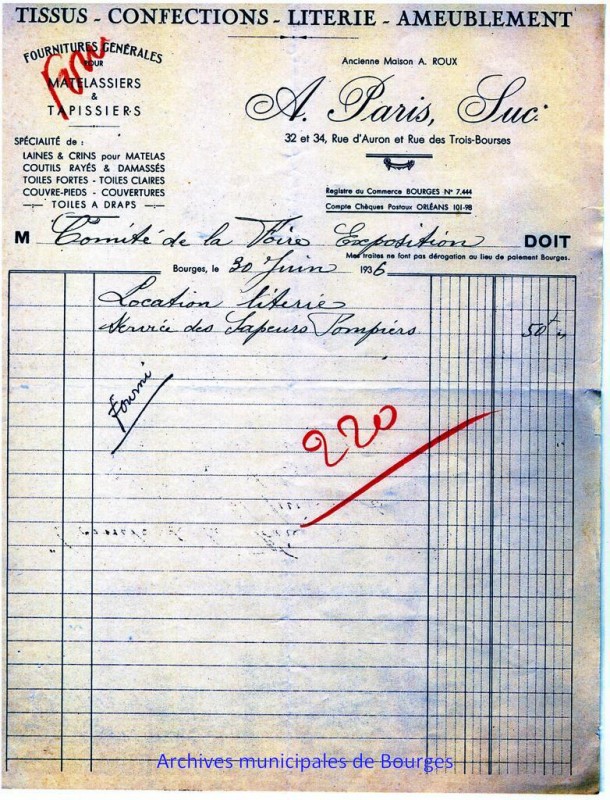 TISSUS - CONFECTIONS - LITERIE - AMEUBLEMENT
FOURNITURES GÉNÉRALES
POUR
MATELASSIERS
&
TAPISSIERS
SPÉCIALITÉ de :
LAINES & CRINS pour MATELAS
COUTILS RAYÉS & DAMASSÉS
TOILES FORTES - TOILES CLAIRES
COUVRE-PIEDS - COUVERTURES
TOILES A DRAPS
Ancienne Maison A. ROUX
A. Paris, Suc.
32 et 34, Rue d'Auron et Rue des Trois-Bourses
Registre du Commerce BOURGES N° 7.444
Compte Chèques Postaux ORLÉANS 101-98
M Comité de la Foire Exposition DOIT
Mes traites ne font pas dérogation au lieu de paiement Bourges.
Bourges, le 30 Juin 1936
Location literie
Service des Sapeurs Pompiers 50f
Fourni
220
Archives municipales de Bourges